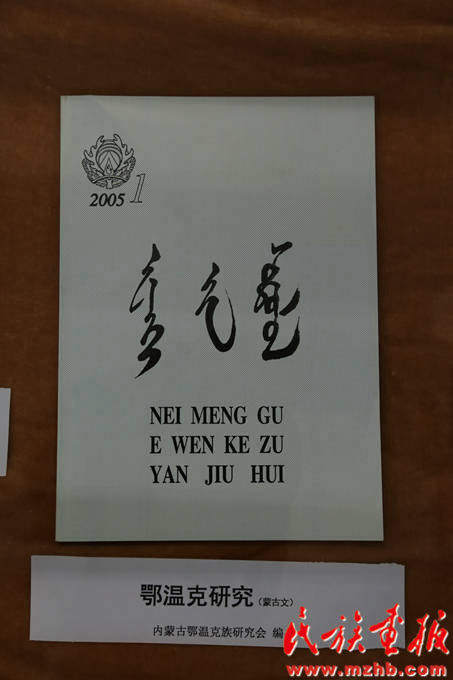 2005 1
NEI MENG GU
E WEN KE ZU
YAN JIU HUI
鄂温克研究(蒙古文)
内蒙古鄂温克族研究会 编
民族画报
www.mzhb.com